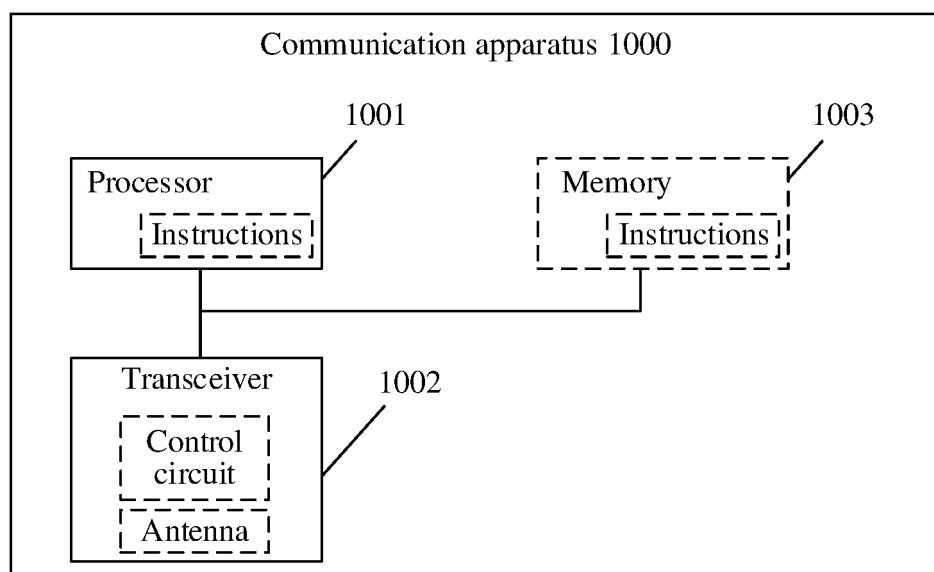 Communication apparatus 1000
1001
1003
Processor
Instructions
Memory
Instructions
Transceiver
1002
Control
circuit
Antenna